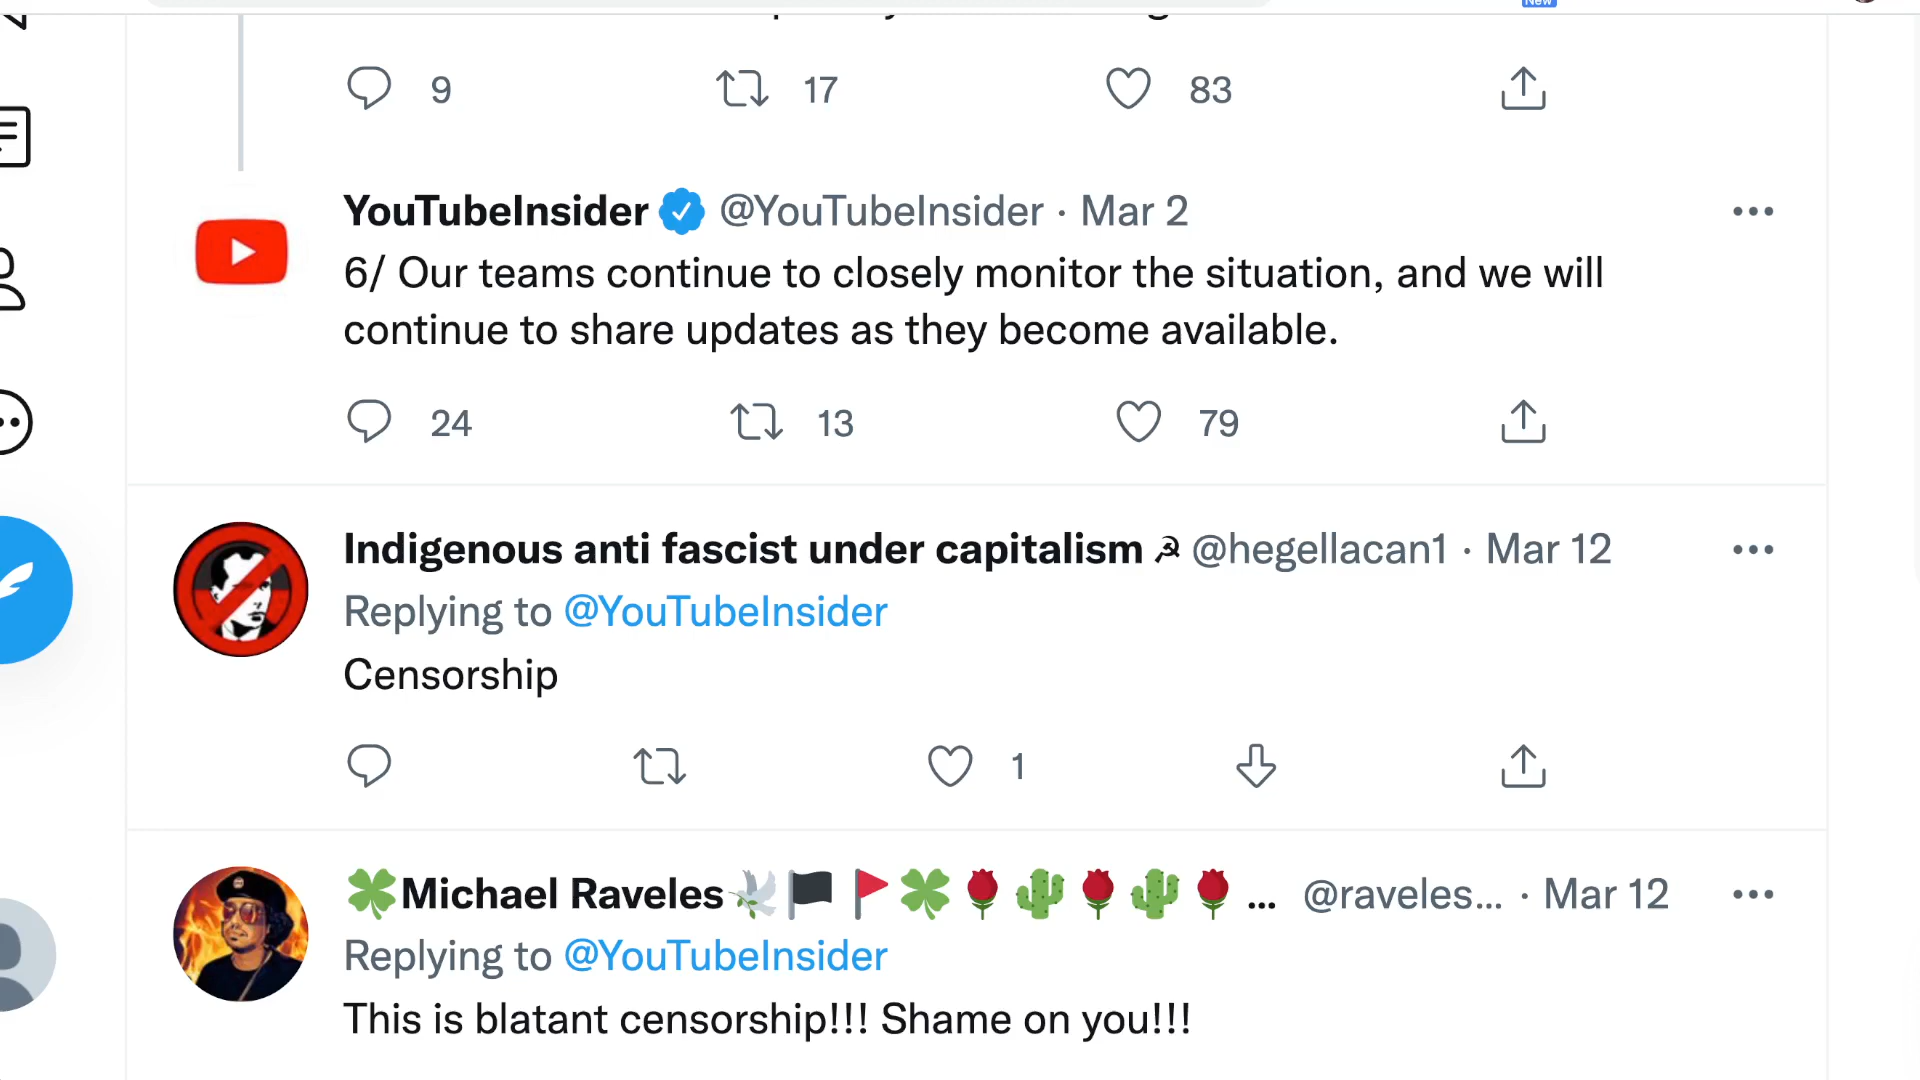 New
9 17 83
YouTubeInsider @YouTubeInsider · Mar 2
6/ Our teams continue to closely monitor the situation, and we will
continue to share updates as they become available.
24 13 79
Indigenous anti fascist under capitalism ☭ @hegellacan1 · Mar 12
Replying to @YouTubeInsider
Censorship
1
🍀Michael Raveles🕊🏴🚩🍀🌹🌵🌹🌵🌹... @raveles... · Mar 12
Replying to @YouTubeInsider
This is blatant censorship!!! Shame on you!!!